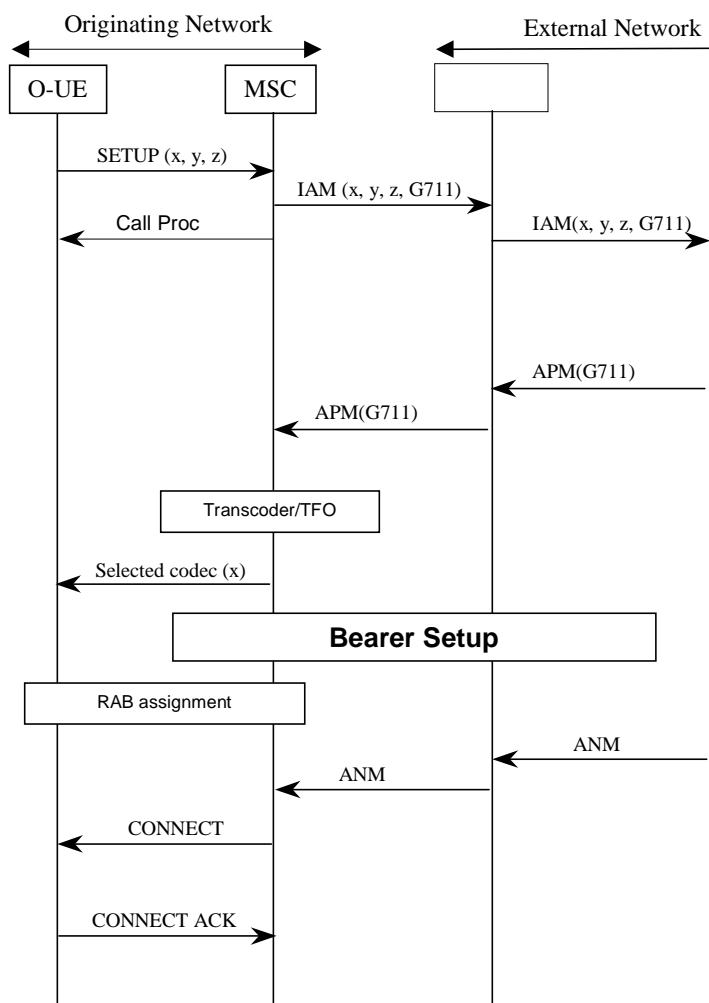 Originating Network
External Network
O-UE
MSC
SETUP (x, y, z)
IAM (x, y, z, G711)
Call Proc
IAM(x, y, z, G711)
APM(G711)
APM(G711)
Transcoder/TFO
Selected codec (x)
Bearer Setup
RAB assignment
ANM
ANM
CONNECT
CONNECT ACK